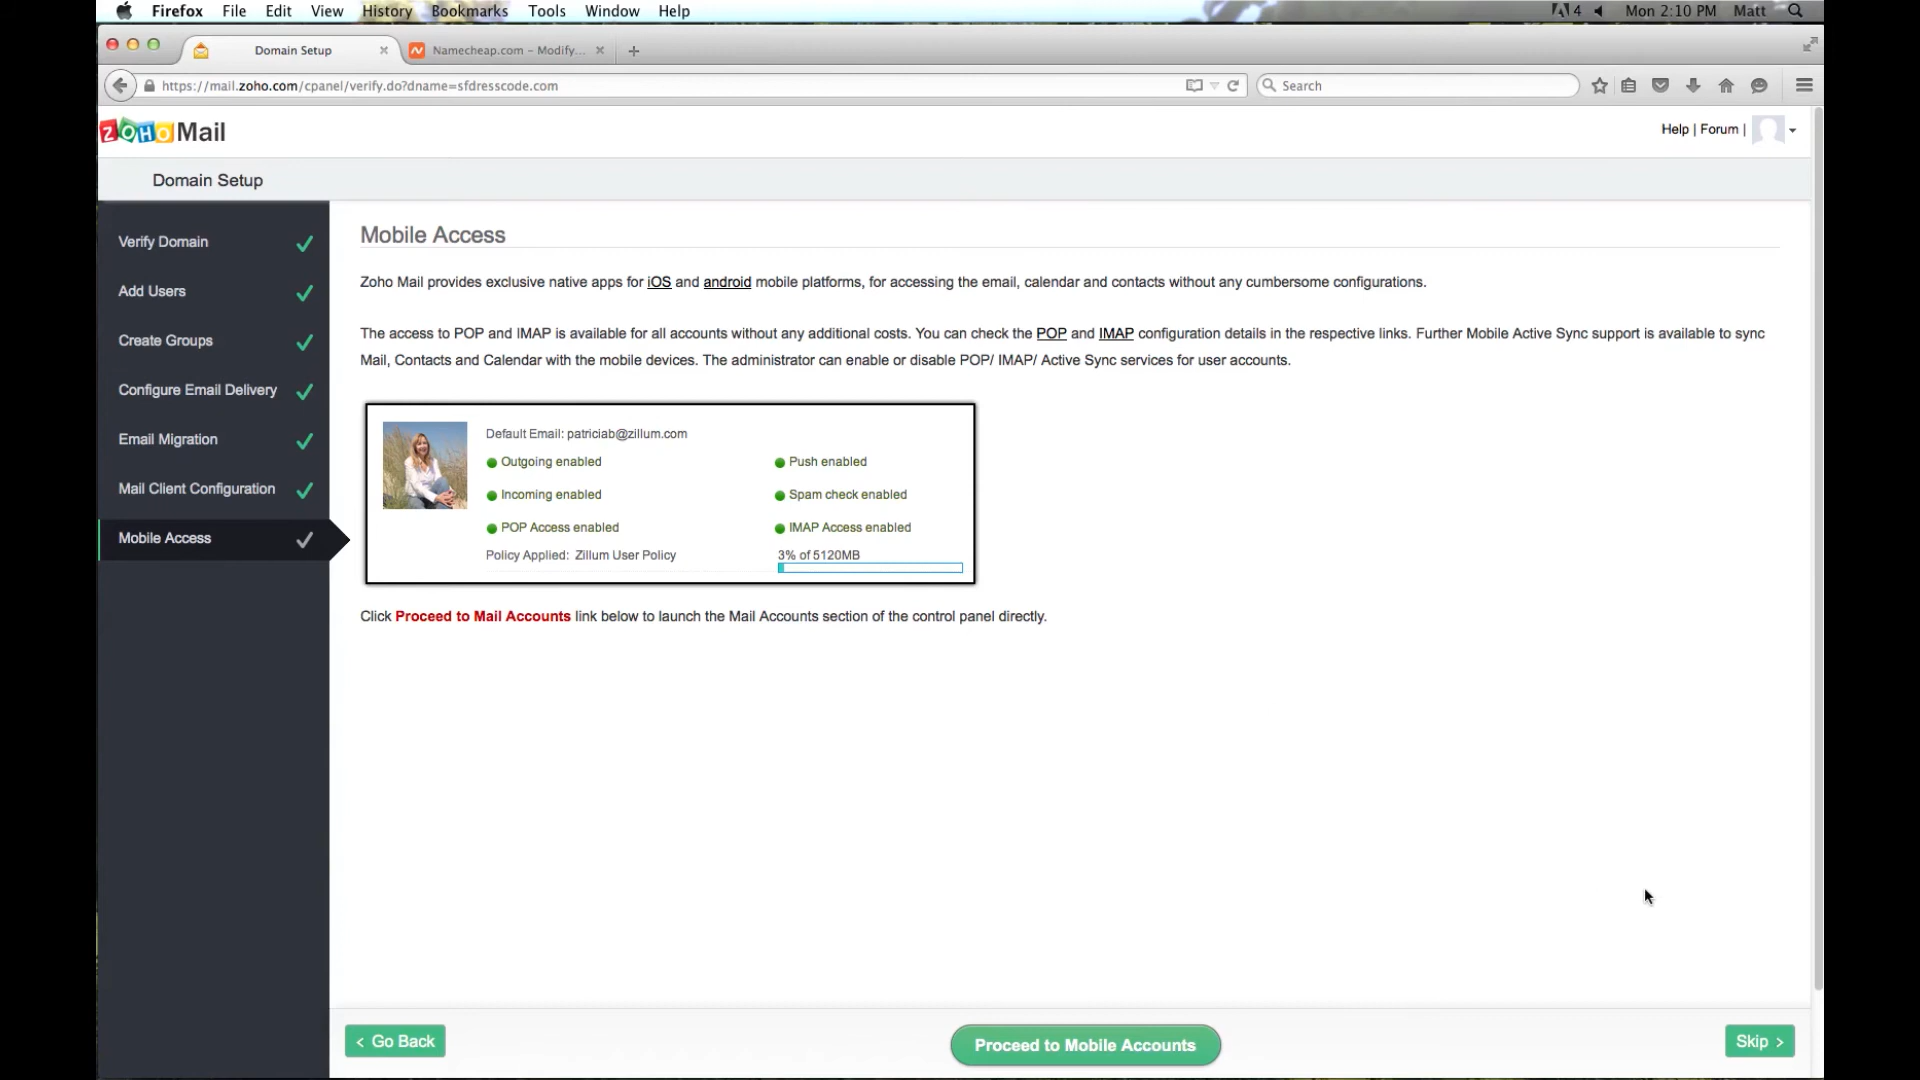 Firefox File Edit View History Bookmarks Tools Window Help 4 Mon 2:10 PM Matt
Domain Setup Namecheap.com – Modify...
https://mail.zoho.com/cpanel/verify.do?dname=sfdresscode.com Search
ZOHO Mail Help | Forum |
Domain Setup
Verify Domain
Add Users
Create Groups
Configure Email Delivery
Email Migration
Mail Client Configuration
Mobile Access
Mobile Access
Zoho Mail provides exclusive native apps for iOS and android mobile platforms, for accessing the email, calendar and contacts without any cumbersome configurations.
The access to POP and IMAP is available for all accounts without any additional costs. You can check the POP and IMAP configuration details in the respective links. Further Mobile Active Sync support is available to sync
Mail, Contacts and Calendar with the mobile devices. The administrator can enable or disable POP/ IMAP/ Active Sync services for user accounts.
Default Email: patriciab@zillum.com
Outgoing enabled Push enabled
Incoming enabled Spam check enabled
POP Access enabled IMAP Access enabled
Policy Applied: Zillum User Policy 3% of 5120MB
Click Proceed to Mail Accounts link below to launch the Mail Accounts section of the control panel directly.
< Go Back Proceed to Mobile Accounts Skip >